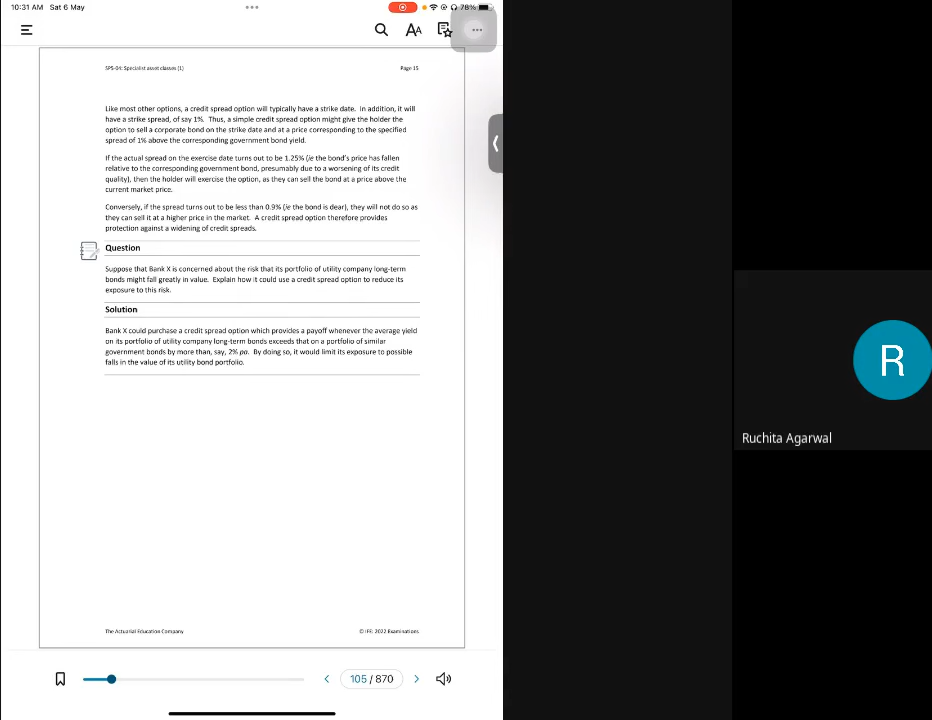 10:31 AM Sat 6 May
78%
AA
SP5-04: Specialist asset classes (1)
Page 15
Like most other options, a credit spread option will typically have a strike date. In addition, it will
have a strike spread, of say 1%. Thus, a simple credit spread option might give the holder the
option to sell a corporate bond on the strike date and at a price corresponding to the specified
spread of 1% above the corresponding government bond yield.
If the actual spread on the exercise date turns out to be 1.25% (ie the bond's price has fallen
relative to the corresponding government bond, presumably due to a worsening of its credit
quality), then the holder will exercise the option, as they can sell the bond at a price above the
current market price.
Conversely, if the spread turns out to be less than 0.9% (ie the bond is dear), they will not do so as
they can sell it at a higher price in the market. A credit spread option therefore provides
protection against a widening of credit spreads.
Question
Suppose that Bank X is concerned about the risk that its portfolio of utility company long-term
bonds might fall greatly in value. Explain how it could use a credit spread option to reduce its
exposure to this risk.
Solution
Bank X could purchase a credit spread option which provides a payoff whenever the average yield
on its portfolio of utility company long-term bonds exceeds that on a portfolio of similar
government bonds by more than, say, 2% pa. By doing so, it would limit its exposure to possible
falls in the value of its utility bond portfolio.
The Actuarial Education Company
© IFE: 2022 Examinations
105 / 870
R
Ruchita Agarwal